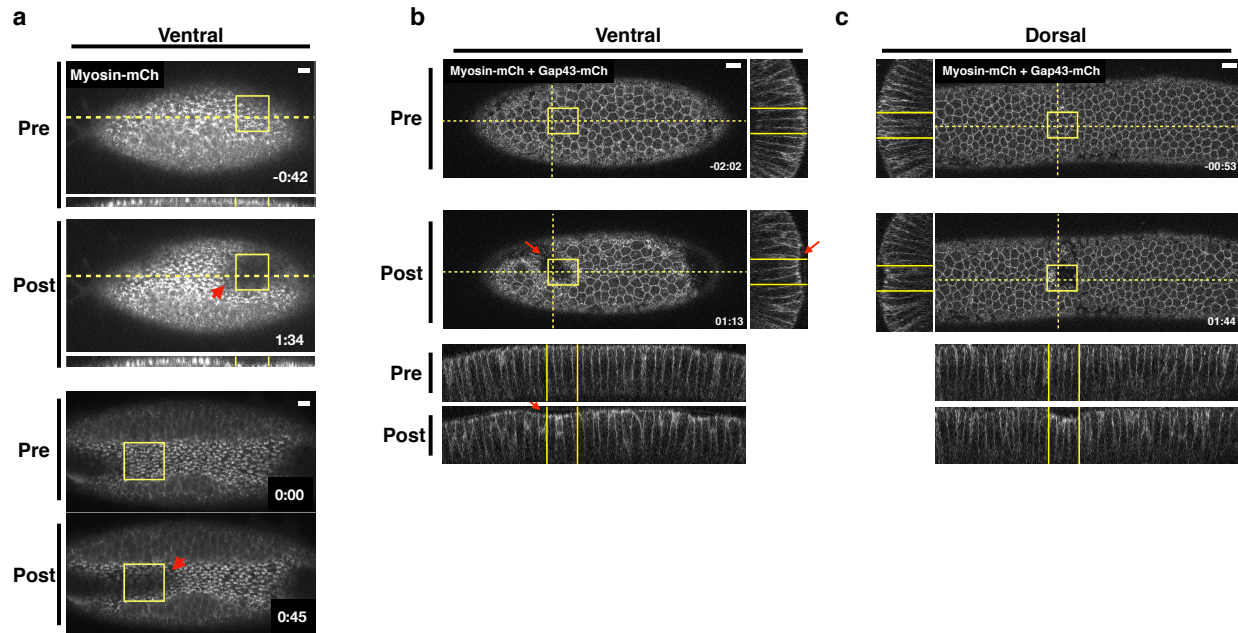 a
Ventral
Myosin-mCh
Pre
-0:42
Post
1:34
Pre
0:00
Post
0:45
b
Ventral
Myosin-mCh + Gap43-mCh
Pre
-02:02
Post
01:13
Pre
Post
c
Dorsal
Myosin-mCh + Gap43-mCh
-00:53
01:44